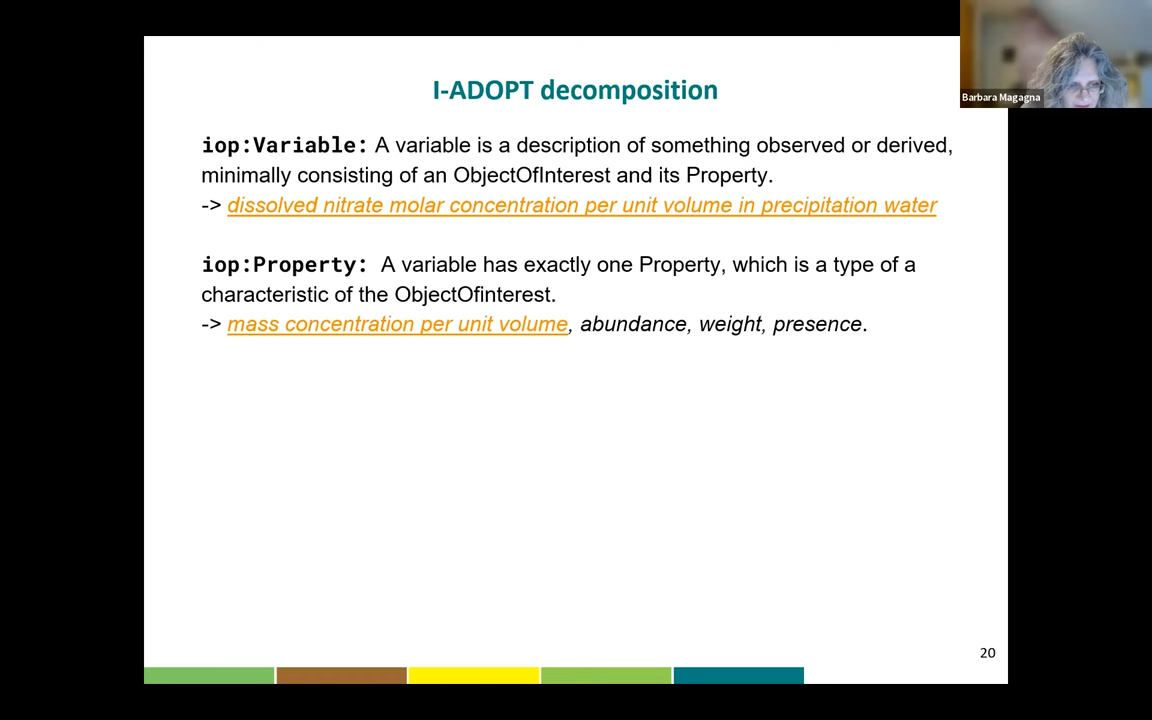 I-ADOPT decomposition
Barbara Magagna
iop:Variable: A variable is a description of something observed or derived,
minimally consisting of an ObjectOfInterest and its Property.
-> dissolved nitrate molar concentration per unit volume in precipitation water
iop:Property: A variable has exactly one Property, which is a type of a
characteristic of the ObjectOfinterest.
-> mass concentration per unit volume, abundance, weight, presence.
20